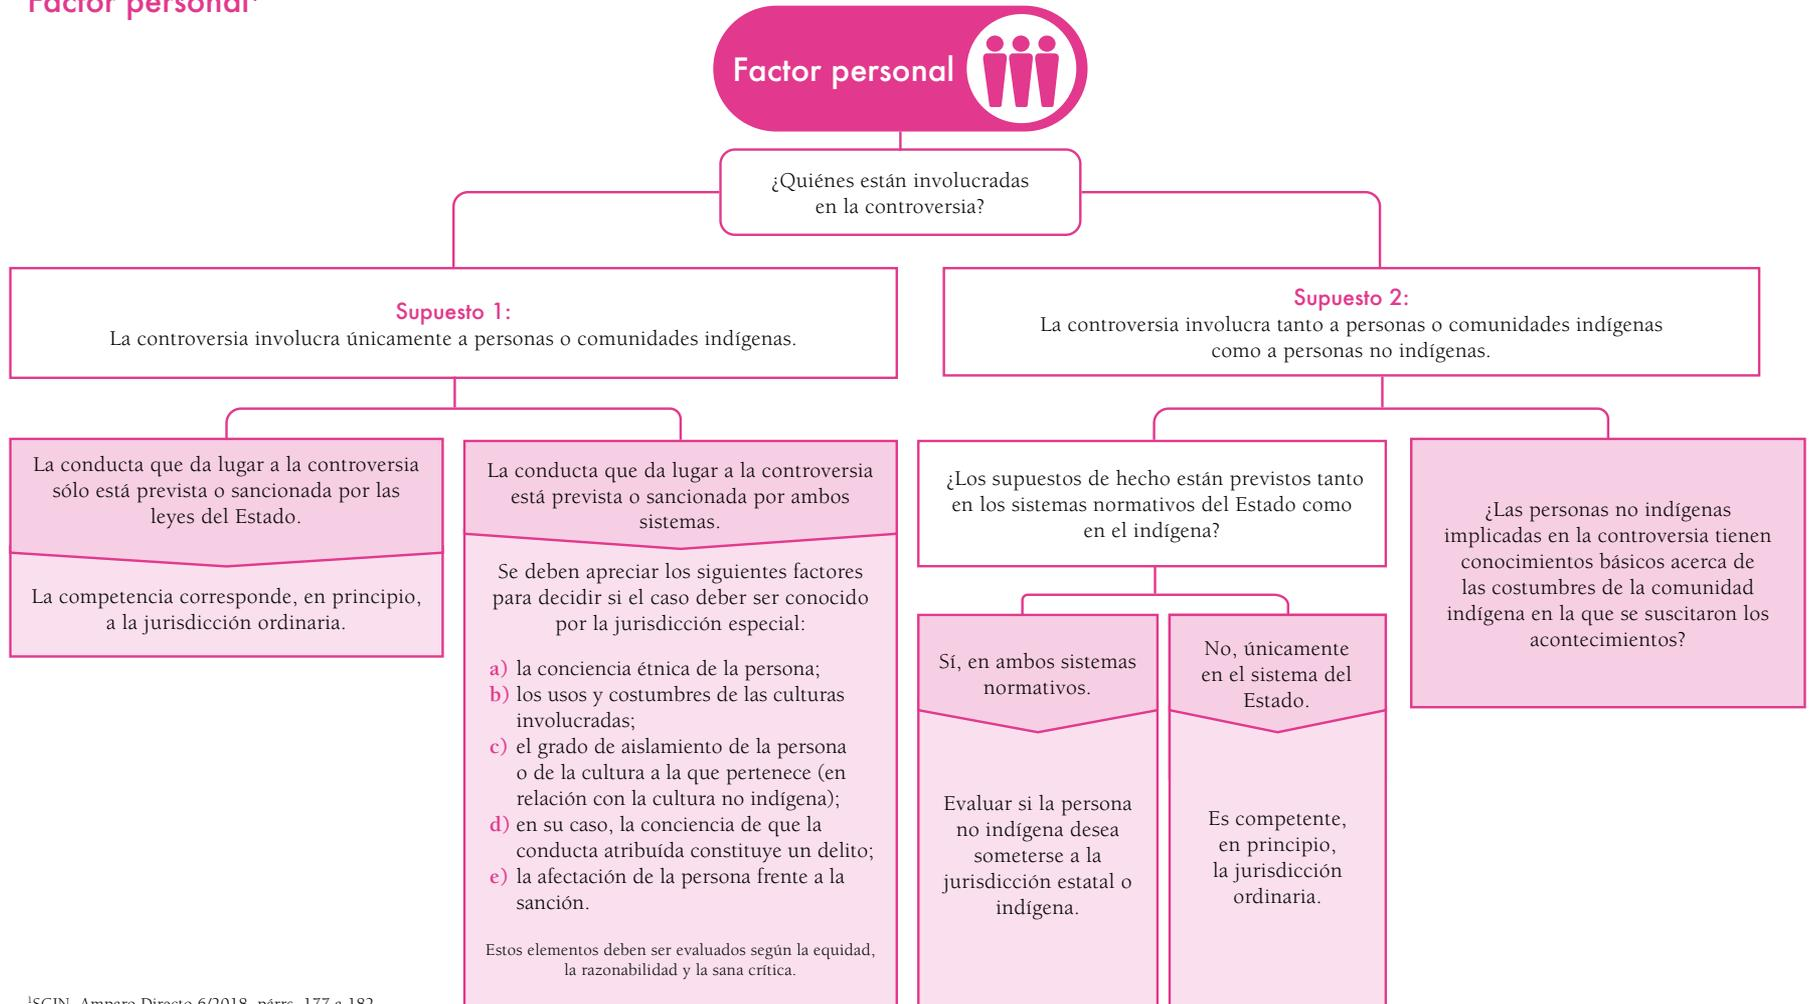 Factor personal¹
Factor personal
¿Quiénes están involucradas
en la controversia?
Supuesto 1:
La controversia involucra únicamente a personas o comunidades indígenas.
Supuesto 2:
La controversia involucra tanto a personas o comunidades indígenas
como a personas no indígenas.
La conducta que da lugar a la controversia
sólo está prevista o sancionada por las
leyes del Estado.
La competencia corresponde, en principio,
a la jurisdicción ordinaria.
La conducta que da lugar a la controversia
está prevista o sancionada por ambos
sistemas.
Se deben apreciar los siguientes factores
para decidir si el caso deber ser conocido
por la jurisdicción especial:
a) la conciencia étnica de la persona;
b) los usos y costumbres de las culturas
involucradas;
c) el grado de aislamiento de la persona
o de la cultura a la que pertenece (en
relación con la cultura no indígena);
d) en su caso, la conciencia de que la
conducta atribuída constituye un delito;
e) la afectación de la persona frente a la
sanción.
Estos elementos deben ser evaluados según la equidad,
la razonabilidad y la sana crítica.
¿Los supuestos de hecho están previstos tanto
en los sistemas normativos del Estado como
en el indígena?
Sí, en ambos sistemas
normativos.
Evaluar si la persona
no indígena desea
someterse a la
jurisdicción estatal o
indígena.
No, únicamente
en el sistema del
Estado.
Es competente,
en principio,
la jurisdicción
ordinaria.
¿Las personas no indígenas
implicadas en la controversia tienen
conocimientos básicos acerca de
las costumbres de la comunidad
indígena en la que se suscitaron los
acontecimientos?
¹SCJN, Amparo Directo 6/2018, párrs. 177 a 182